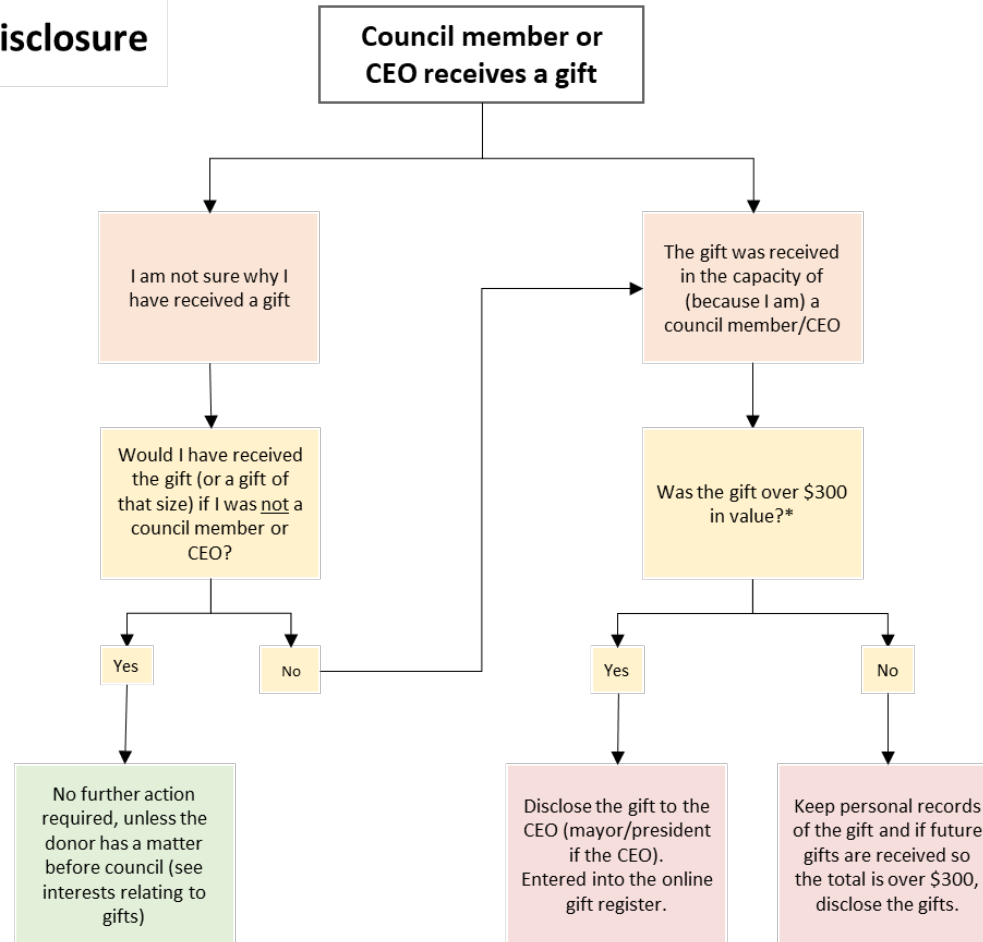 isclosure
Council member or
CEO receives a gift
I am not sure why I
have received a gift
The gift was received
in the capacity of
(because I am) a
council member/CEO
Would I have received
the gift (or a gift of
that size) if I was not a
council member or
CEO?
Was the gift over $300
in value?*
Yes
No
Yes
No
No further action
required, unless the
donor has a matter
before council (see
interests relating to
gifts)
Disclose the gift to the
CEO (mayor/president
if the CEO).
Entered into the online
gift register.
Keep personal records
of the gift and if future
gifts are received so
the total is over $300,
disclose the gifts.